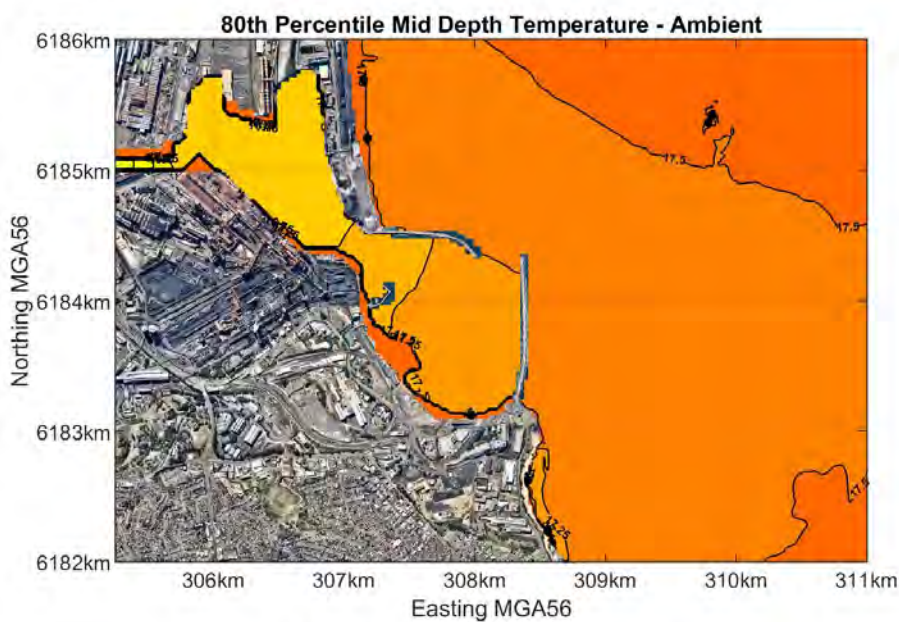 80th Percentile Mid Depth Temperature - Ambient
6186km
6185km
6184km
6183km
6182km
Northing MGA56
17.5
17.5
17.5
17.25
306km
307km
308km
309km
310km
311km
Easting MGA56